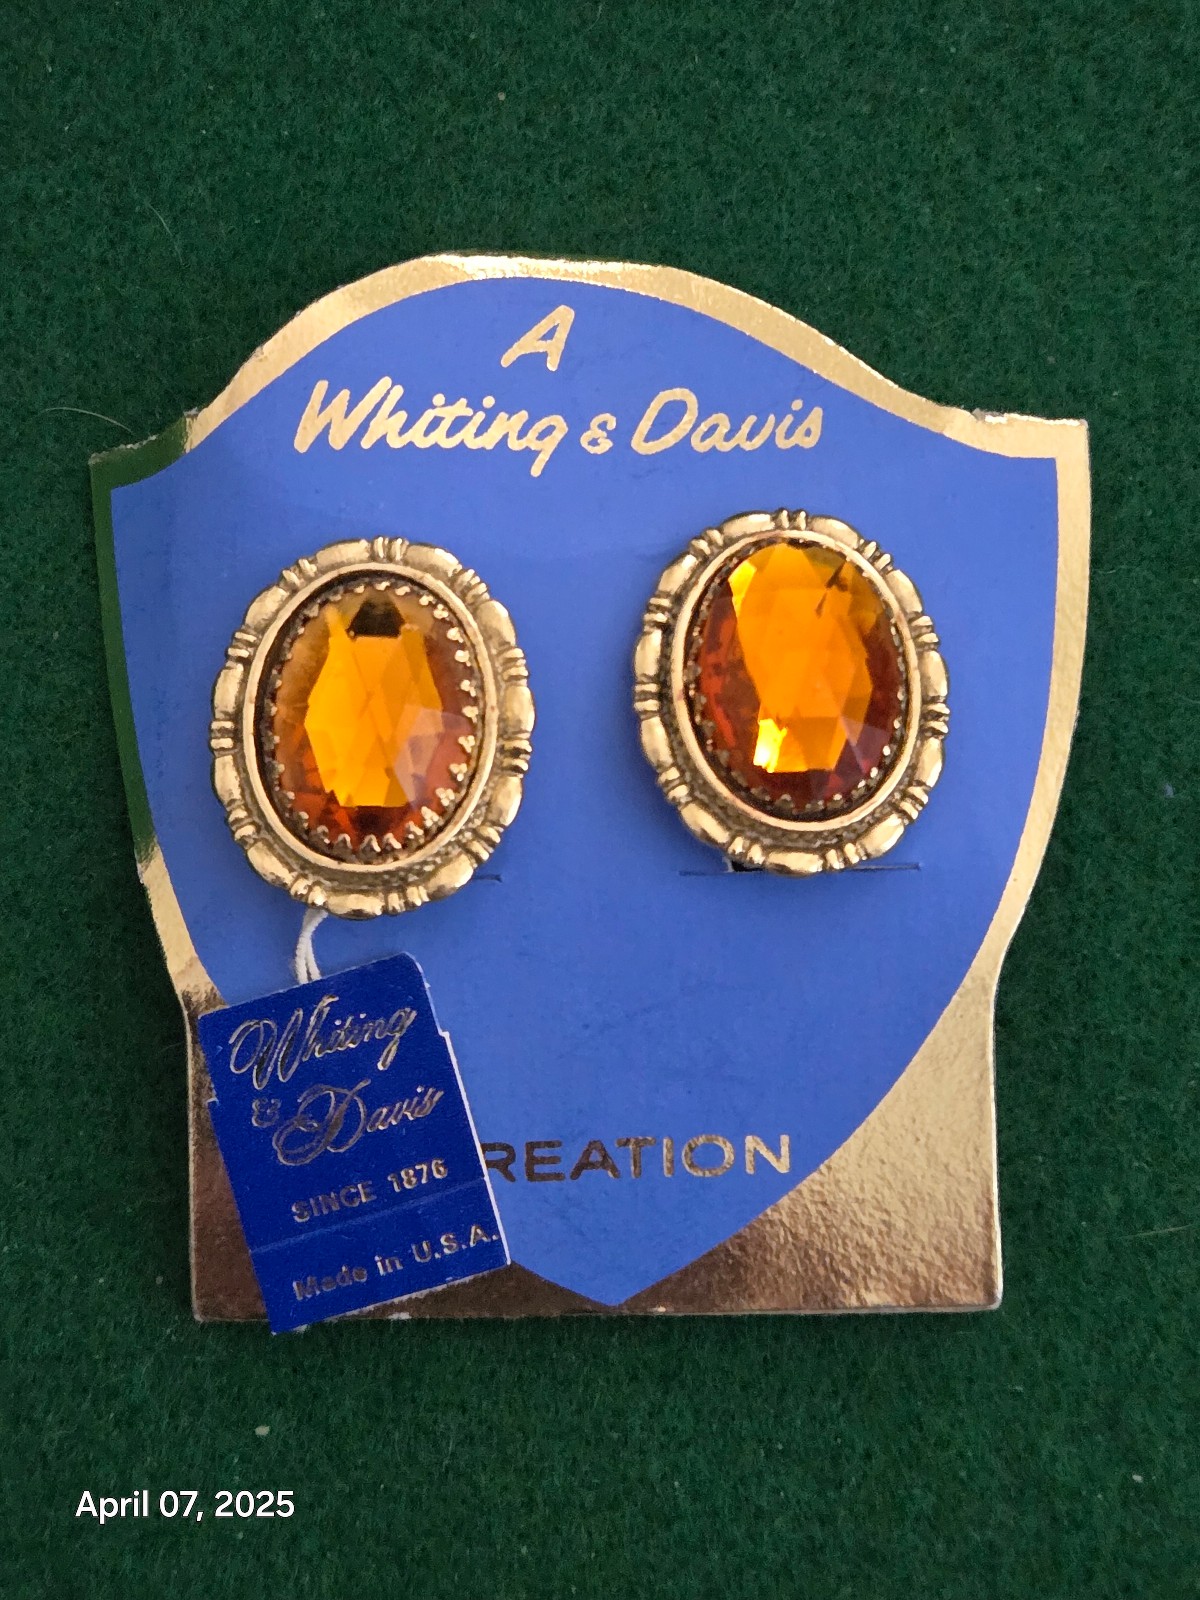 A
Whiting & Davis
Whiting
& Davis
SINCE 1876
Made in U.S.A.
REATION
April 07, 2025